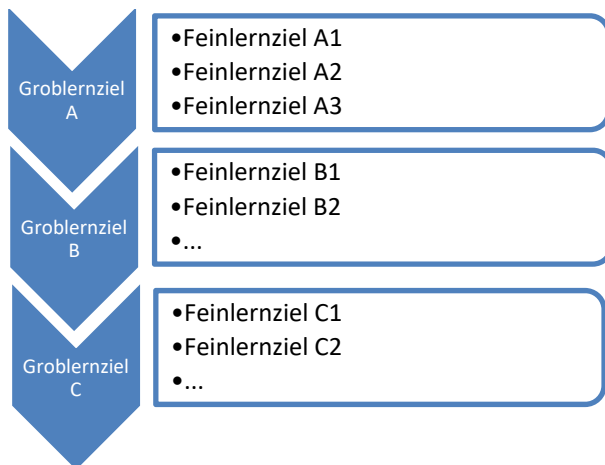 Groblernziel
A
•Feinlernziel A1
•Feinlernziel A2
•Feinlernziel A3
Groblernziel
B
•Feinlernziel B1
•Feinlernziel B2
•...
Groblernziel
C
•Feinlernziel C1
•Feinlernziel C2
•...